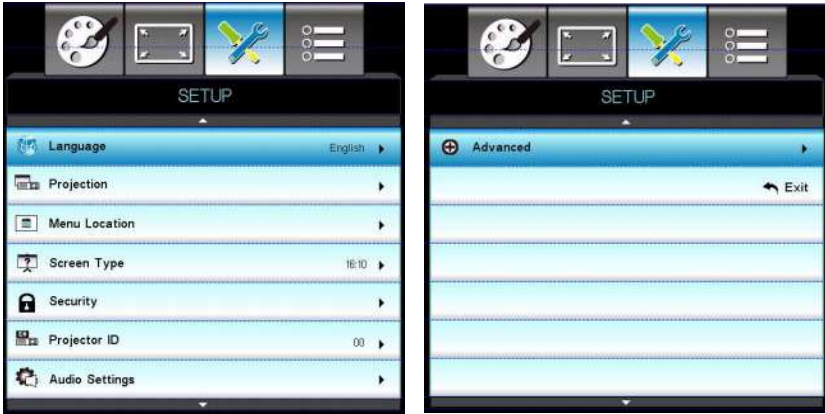 SETUP
Language English
Projection
Menu Location
Screen Type 16:10
Security
Projector ID 00
Audio Settings
SETUP
Advanced
Exit